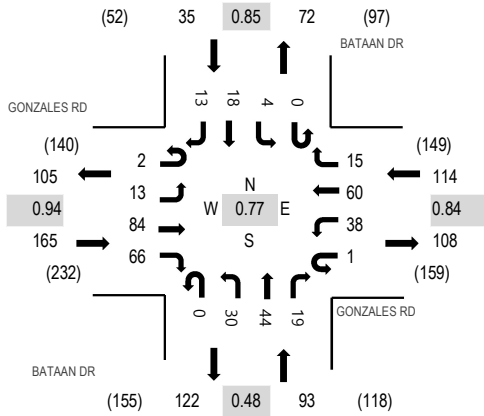 (52) 35 0.85 72 (97)
BATAAN DR
GONZALES RD
13 18 4 0
(140) (149)
105 2 15 114
13 60
0.94 W N 0.77 E S 0.84
84 38
165 66 1 108
(232) (159)
0 30 44 19
GONZALES RD
BATAAN DR
(155) 122 0.48 93 (118)